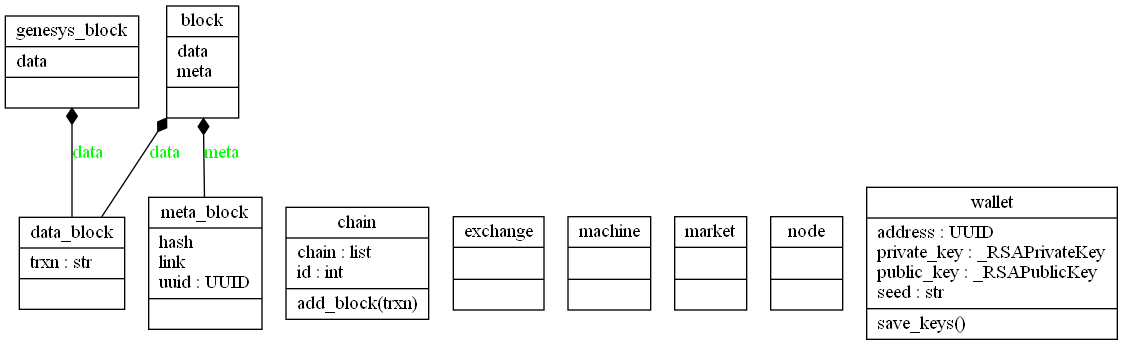 genesys_block
data
block
data
meta
data
data
meta
data_block
trxn : str
meta_block
hash
link
uuid : UUID
chain
chain : list
id : int
add_block(trxn)
exchange
machine
market
node
wallet
address : UUID
private_key : _RSAPrivateKey
public_key : _RSAPublicKey
seed : str
save_keys()